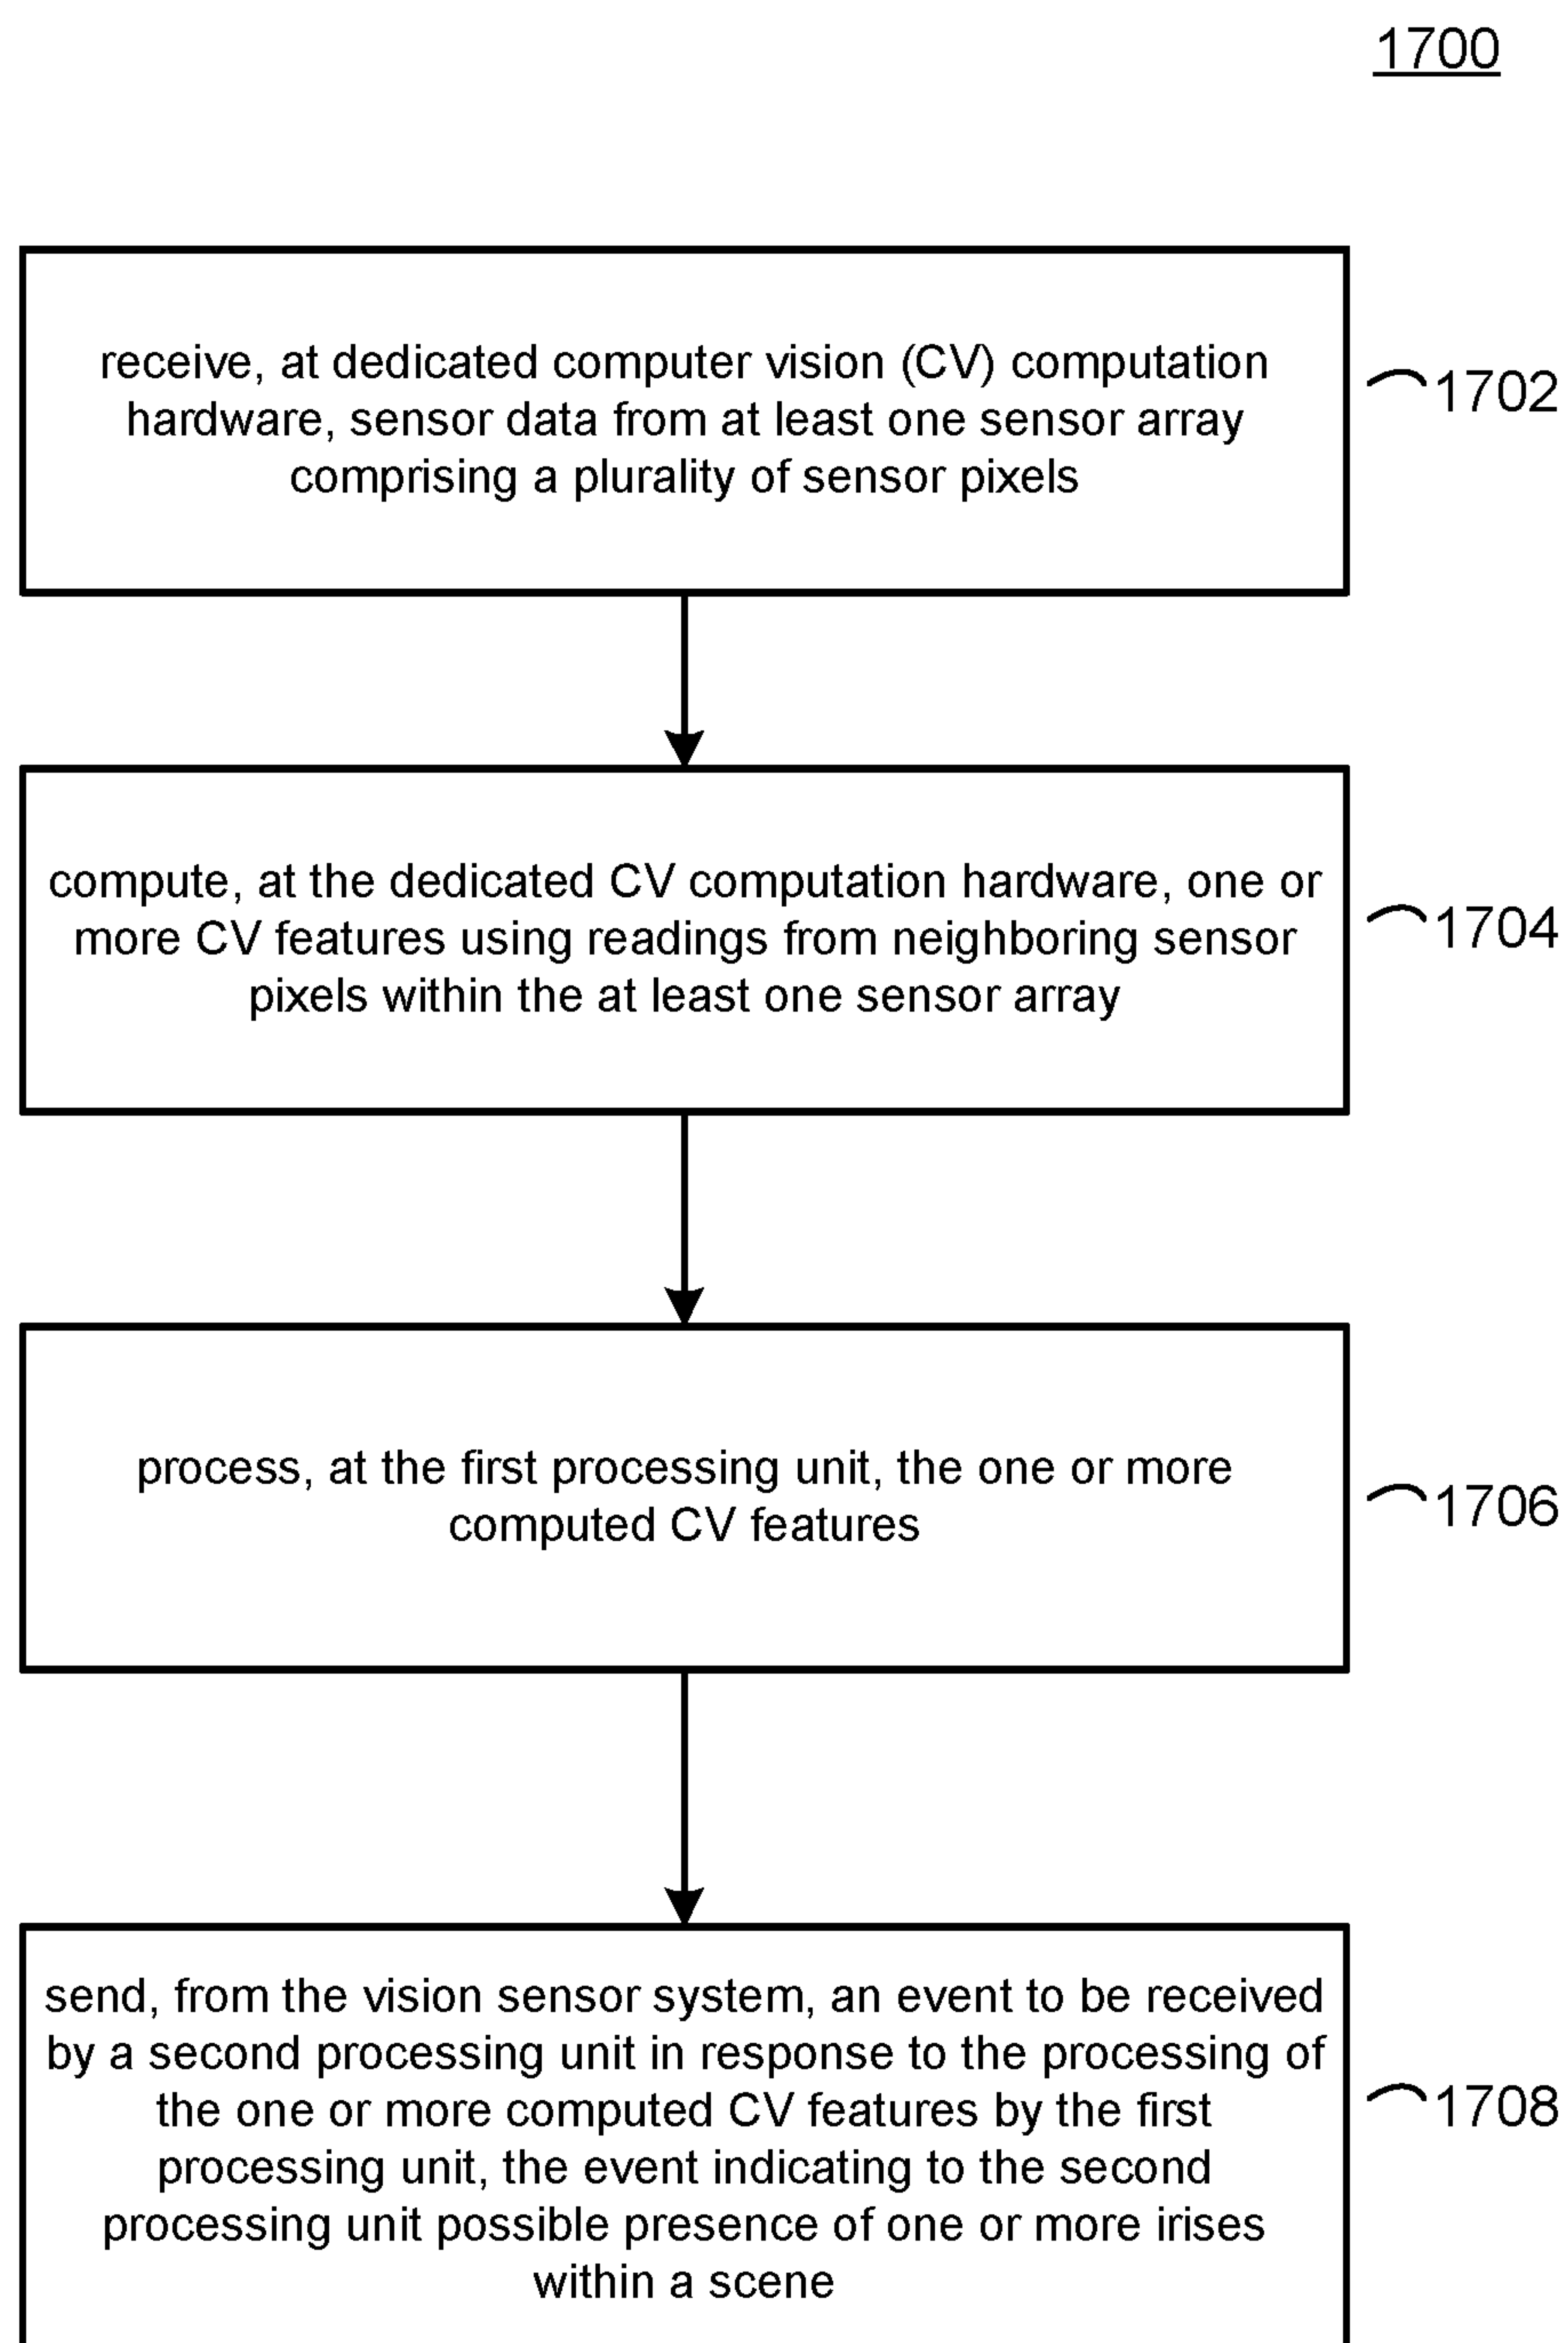 1700
receive, at dedicated computer vision (CV) computation
hardware, sensor data from at least one sensor array
comprising a plurality of sensor pixels
1702
compute, at the dedicated CV computation hardware, one or
more CV features using readings from neighboring sensor
pixels within the at least one sensor array
1704
process, at the first processing unit, the one or more
computed CV features
1706
send, from the vision sensor system, an event to be received
by a second processing unit in response to the processing of
the one or more computed CV features by the first
processing unit, the event indicating to the second
processing unit possible presence of one or more irises
within a scene
1708